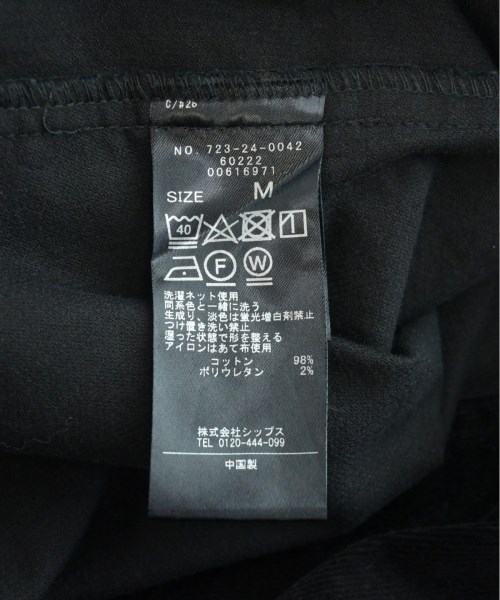 C/#26
NO. 723-24-0042
60222
00616971
SIZE M
40
F W
洗濯ネット使用
同系色と一緒に洗う
生成り、淡色は蛍光増白剤禁止
つけ置き洗い禁止
湿った状態で形を整える
アイロンはあて布使用
コットン 98%
ポリウレタン 2%
株式会社シップス
TEL 0120-444-099
中国製